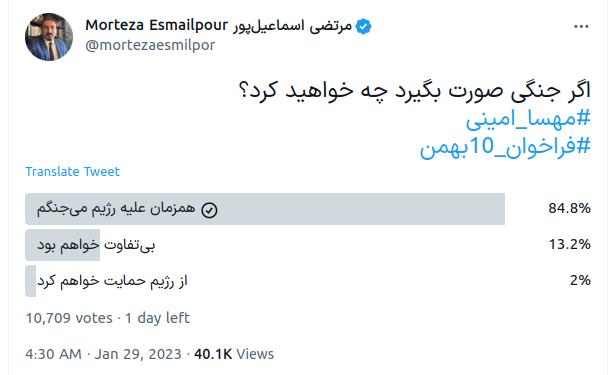 Morteza Esmailpour مرتضی اسماعیل‌پور
@mortezaesmilpor
اگر جنگی صورت بگیرد چه خواهید کرد؟
#مهسا_امینی
#فراخوان_10بهمن
Translate Tweet
همزمان علیه رژیم می‌جنگم 84.8%
بی‌تفاوت خواهم بود 13.2%
از رژیم حمایت خواهم کرد 2%
10,709 votes · 1 day left
4:30 AM · Jan 29, 2023 · 40.1K Views